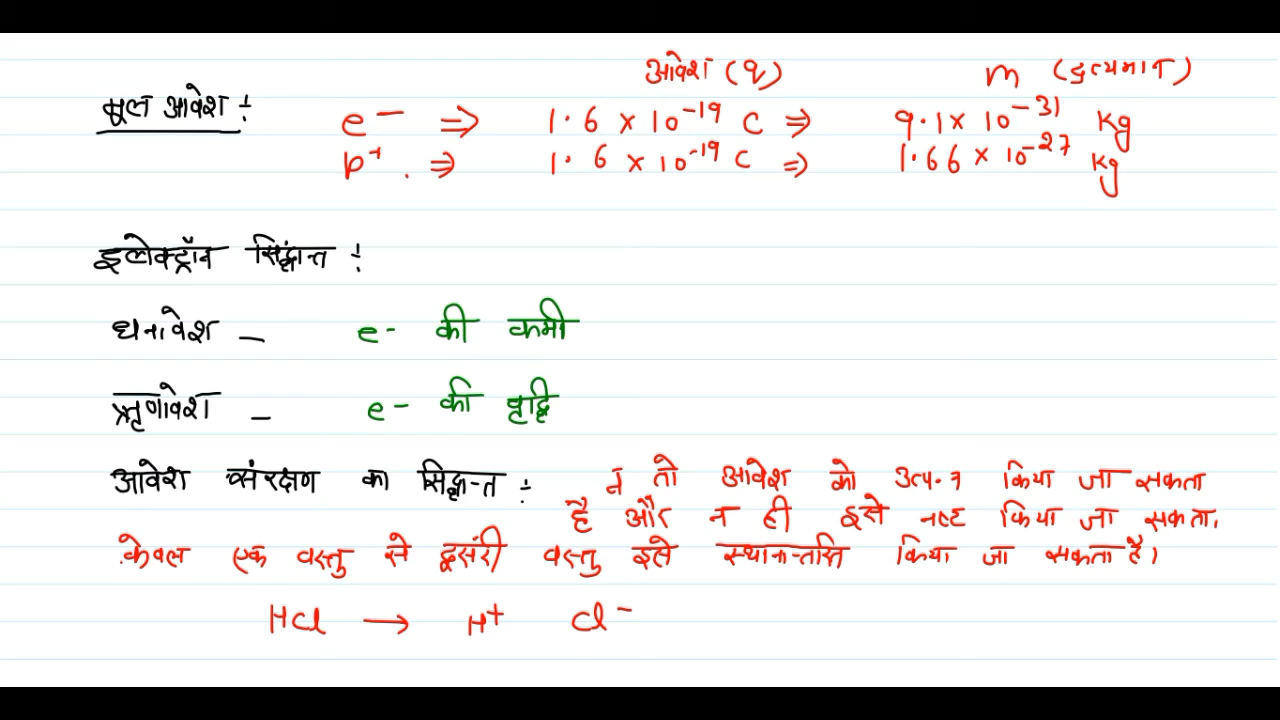 आवेश (q) m (द्रव्यमान)
मूल आवेश ÷ e⁻ ⇒ 1.6 × 10⁻¹⁹ C ⇒ 9.1 × 10⁻³¹ kg
p⁺ ⇒ 1.6 × 10⁻¹⁹ C ⇒ 1.66 × 10⁻²⁷ kg
इलेक्ट्रॉन सिद्धान्त ÷
धनावेश – e- की कमी
ऋणावेश – e- की वृद्धि
आवेश संरक्षण का सिद्धान्त ÷ न तो आवेश को उत्पन्न किया जा सकता
है और न ही इसे नष्ट किया जा सकता,
केवल एक वस्तु से दूसरी वस्तु इसे स्थानान्तरित किया जा सकता है।
HCl → H⁺ Cl⁻